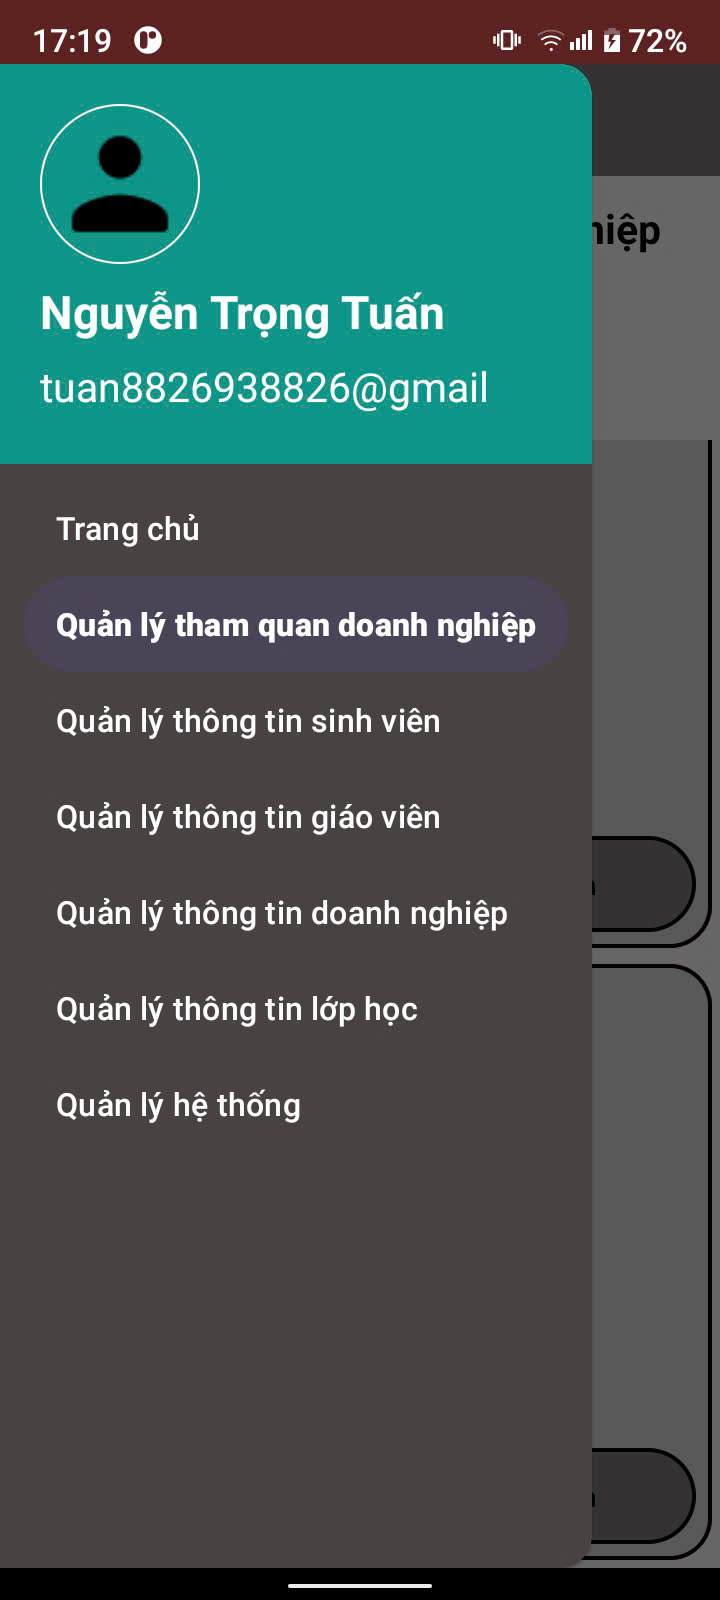 17:19
72%
Nguyễn Trọng Tuấn
tuan8826938826@gmail
Trang chủ
Quản lý tham quan doanh nghiệp
Quản lý thông tin sinh viên
Quản lý thông tin giáo viên
Quản lý thông tin doanh nghiệp
Quản lý thông tin lớp học
Quản lý hệ thống